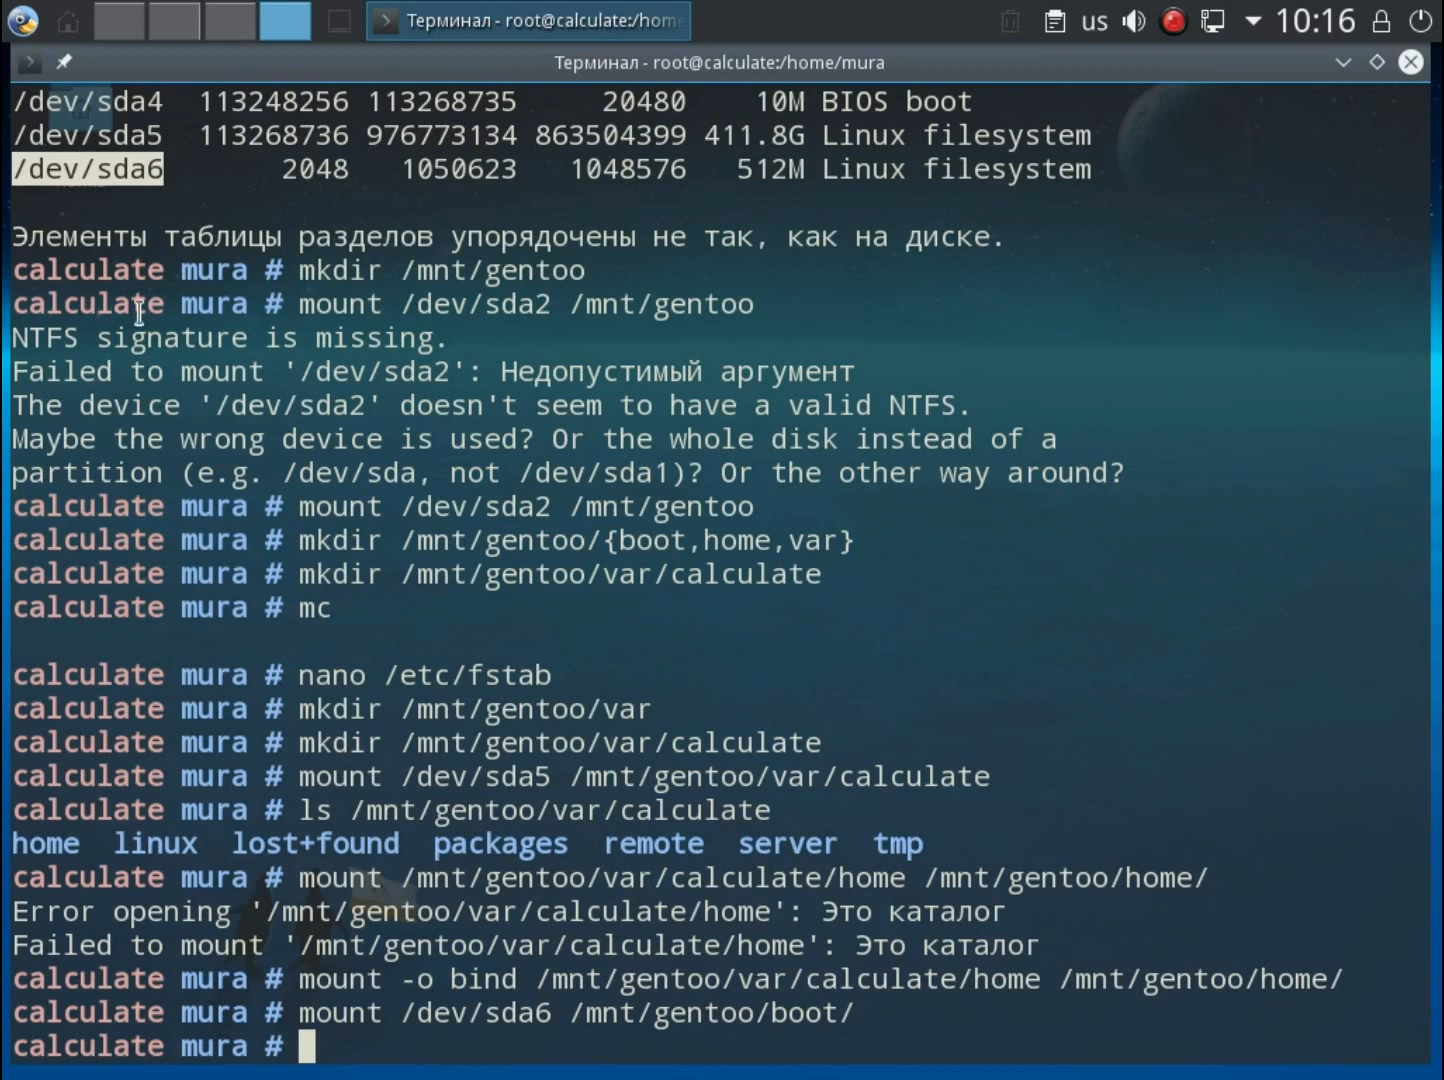 Терминал - root@calculate:/home
us
10:16
Терминал - root@calculate:/home/mura
/dev/sda4 113248256 113268735 20480 10M BIOS boot
/dev/sda5 113268736 976773134 863504399 411.8G Linux filesystem
/dev/sda6 2048 1050623 1048576 512M Linux filesystem
Элементы таблицы разделов упорядочены не так, как на диске.
calculate mura # mkdir /mnt/gentoo
calculate mura # mount /dev/sda2 /mnt/gentoo
NTFS signature is missing.
Failed to mount '/dev/sda2': Недопустимый аргумент
The device '/dev/sda2' doesn't seem to have a valid NTFS.
Maybe the wrong device is used? Or the whole disk instead of a
partition (e.g. /dev/sda, not /dev/sda1)? Or the other way around?
calculate mura # mount /dev/sda2 /mnt/gentoo
calculate mura # mkdir /mnt/gentoo/{boot,home,var}
calculate mura # mkdir /mnt/gentoo/var/calculate
calculate mura # mc
calculate mura # nano /etc/fstab
calculate mura # mkdir /mnt/gentoo/var
calculate mura # mkdir /mnt/gentoo/var/calculate
calculate mura # mount /dev/sda5 /mnt/gentoo/var/calculate
calculate mura # ls /mnt/gentoo/var/calculate
home linux lost+found packages remote server tmp
calculate mura # mount /mnt/gentoo/var/calculate/home /mnt/gentoo/home/
Error opening '/mnt/gentoo/var/calculate/home': Это каталог
Failed to mount '/mnt/gentoo/var/calculate/home': Это каталог
calculate mura # mount -o bind /mnt/gentoo/var/calculate/home /mnt/gentoo/home/
calculate mura # mount /dev/sda6 /mnt/gentoo/boot/
calculate mura #